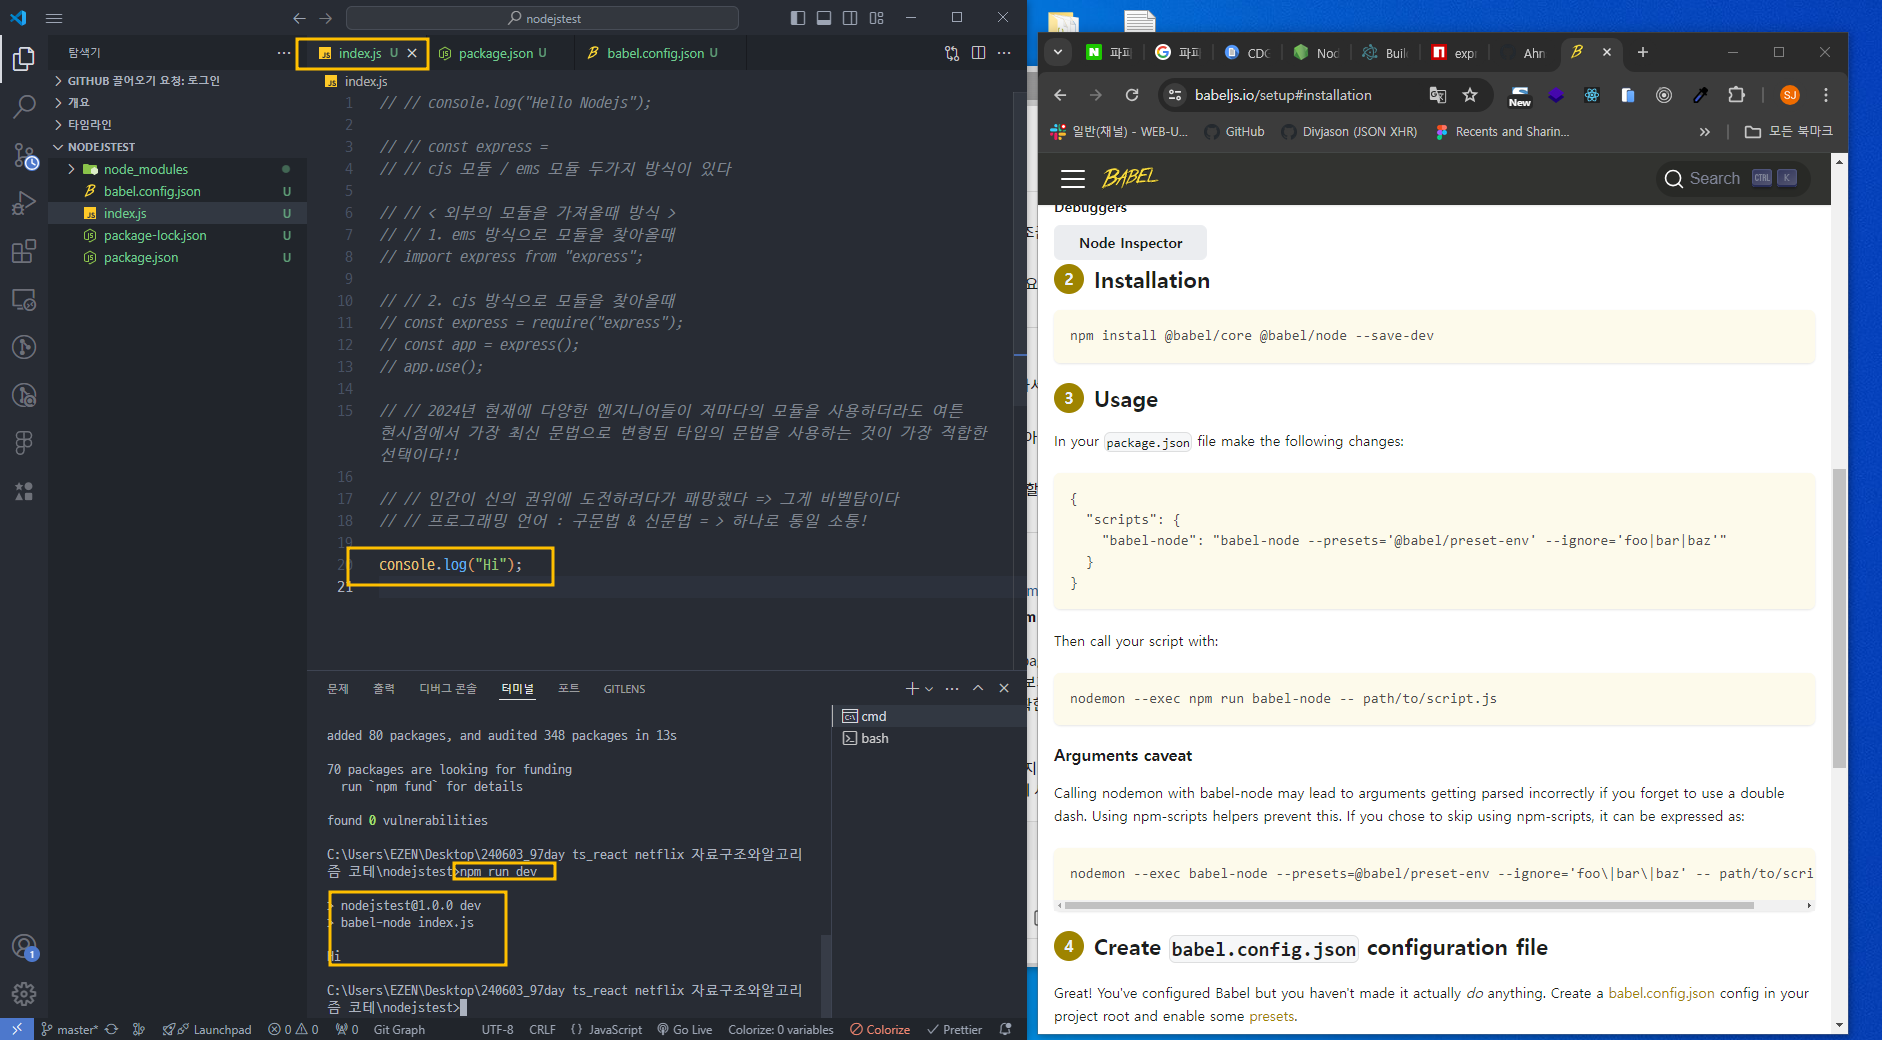 nodejstest
탐색기
index.js U
package.json U
babel.config.json U
GITHUB 끌어오기 요청: 로그인
개요
타임라인
NODEJSTEST
node_modules
babel.config.json U
index.js U
package-lock.json U
package.json U
index.js
1 // // console.log("Hello Nodejs");
2
3 // // const express =
4 // // cjs 모듈 / ems 모듈 두가지 방식이 있다
5
6 // // < 외부의 모듈을 가져올때 방식 >
7 // // 1. ems 방식으로 모듈을 찾아올때
8 // import express from "express";
9
10 // // 2. cjs 방식으로 모듈을 찾아올때
11 // const express = require("express");
12 // const app = express();
13 // app.use();
14
15 // // 2024년 현재에 다양한 엔지니어들이 저마다의 모듈을 사용하더라도 여튼
현시점에서 가장 최신 문법으로 변형된 타입의 문법을 사용하는 것이 가장 적합한
선택이다!!
16
17 // // 인간이 신의 권위에 도전하려다가 패망했다 => 그게 바벨탑이다
18 // // 프로그래밍 언어 : 구문법 & 신문법 = > 하나로 통일 소통!
19
20 console.log("Hi");
21
문제 출력 디버그 콘솔 터미널 포트 GITLENS
cmd
bash
added 80 packages, and audited 348 packages in 13s
70 packages are looking for funding
run `npm fund` for details
found 0 vulnerabilities
C:\Users\EZEN\Desktop\240603_97day ts_react netflix 자료구조와알고리
즘 코테\nodejstest>npm run dev
> nodejstest@1.0.0 dev
> babel-node index.js
Hi
C:\Users\EZEN\Desktop\240603_97day ts_react netflix 자료구조와알고리
즘 코테\nodejstest>
master* Launchpad 0 0 0 Git Graph UTF-8 CRLF {} JavaScript Go Live Colorize: 0 variables Colorize Prettier
1
파파 파파 CDC Nod Buil expr Ahn
babeljs.io/setup#installation
New
SJ
일반(채널) - WEB-U... GitHub Divjason (JSON XHR) Recents and Sharin... » 모든 북마크
BABEL
Search CTRL K
Debuggers
Node Inspector
2 Installation
npm install @babel/core @babel/node --save-dev
3 Usage
In your package.json file make the following changes:
{
"scripts": {
"babel-node": "babel-node --presets='@babel/preset-env' --ignore='foo|bar|baz'"
}
}
Then call your script with:
nodemon --exec npm run babel-node -- path/to/script.js
Arguments caveat
Calling nodemon with babel-node may lead to arguments getting parsed incorrectly if you forget to use a double
dash. Using npm-scripts helpers prevent this. If you chose to skip using npm-scripts, it can be expressed as:
nodemon --exec babel-node --presets=@babel/preset-env --ignore='foo\|bar\|baz' -- path/to/scri
4 Create babel.config.json configuration file
Great! You've configured Babel but you haven't made it actually do anything. Create a babel.config.json config in your
project root and enable some presets.